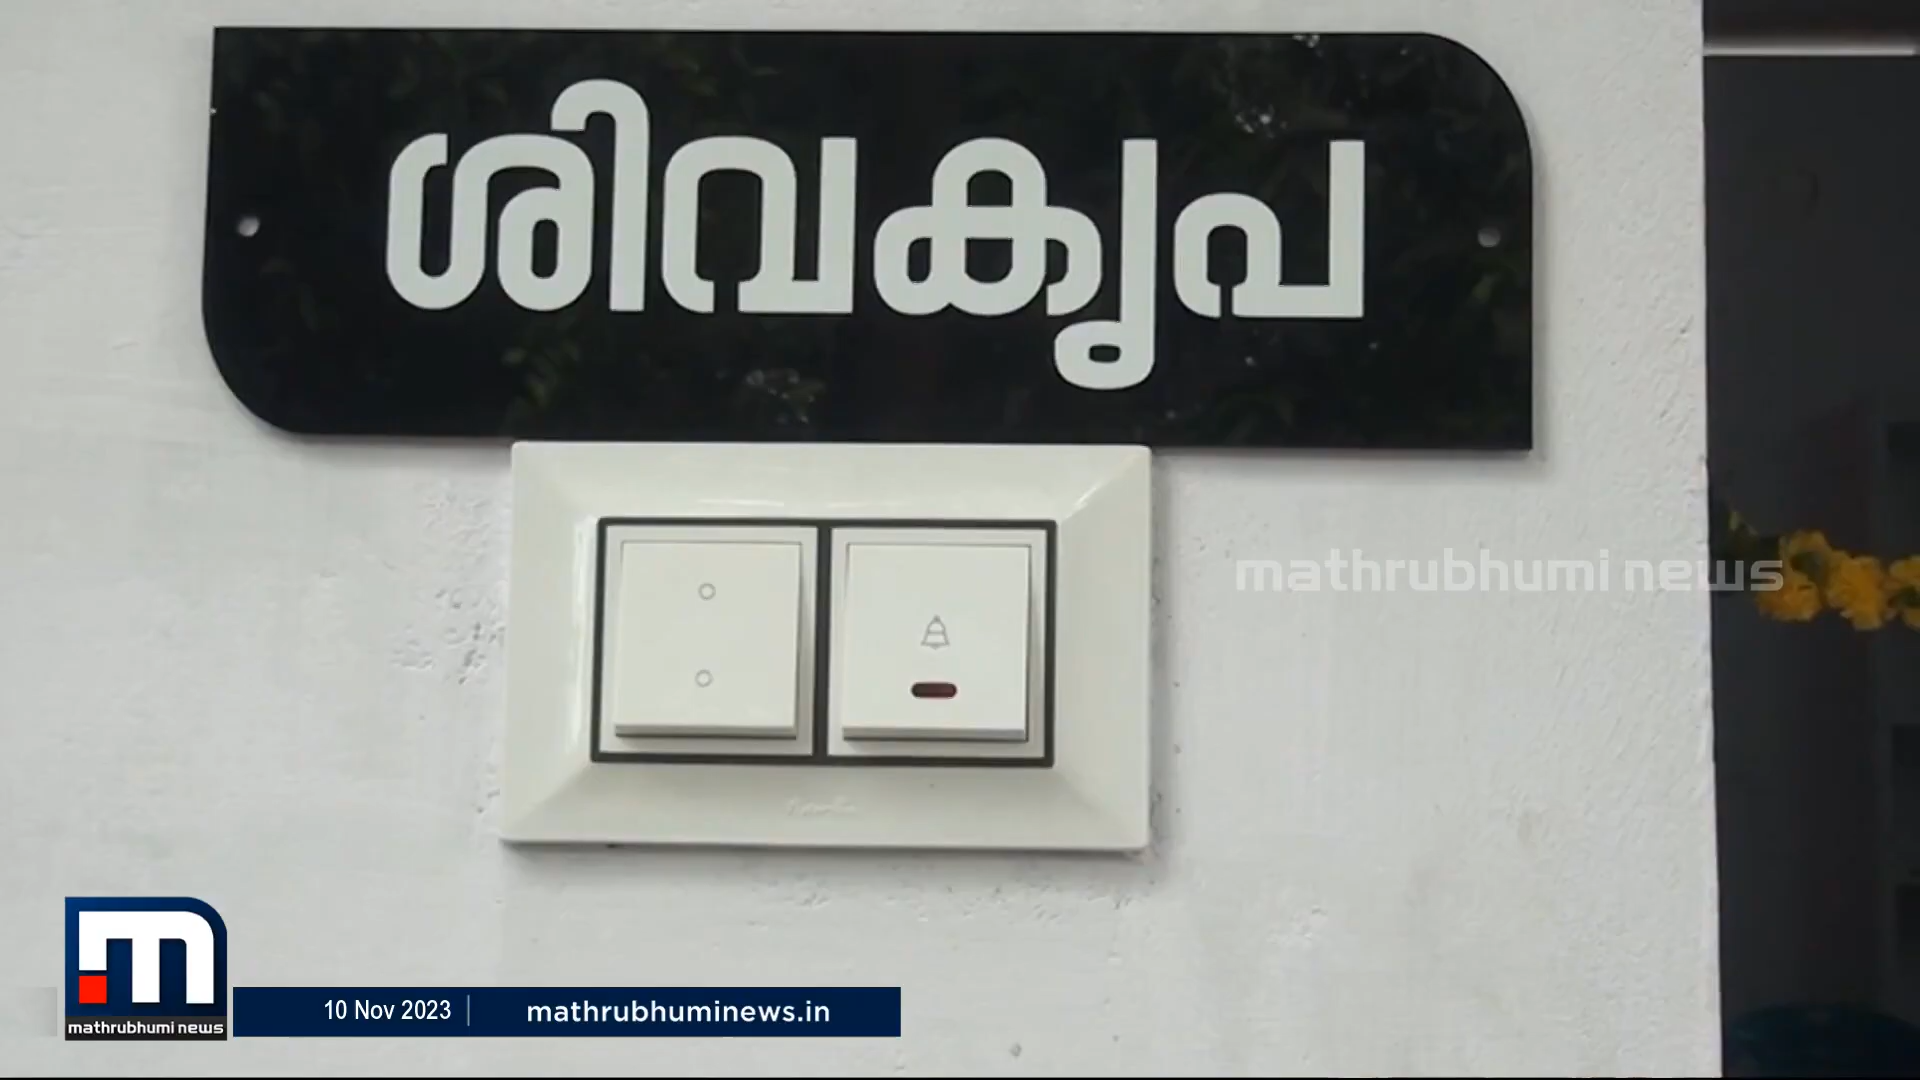 ശിവകൃപ
mathrubhumi news
mathrubhumi news
10 Nov 2023
mathrubhuminews.in